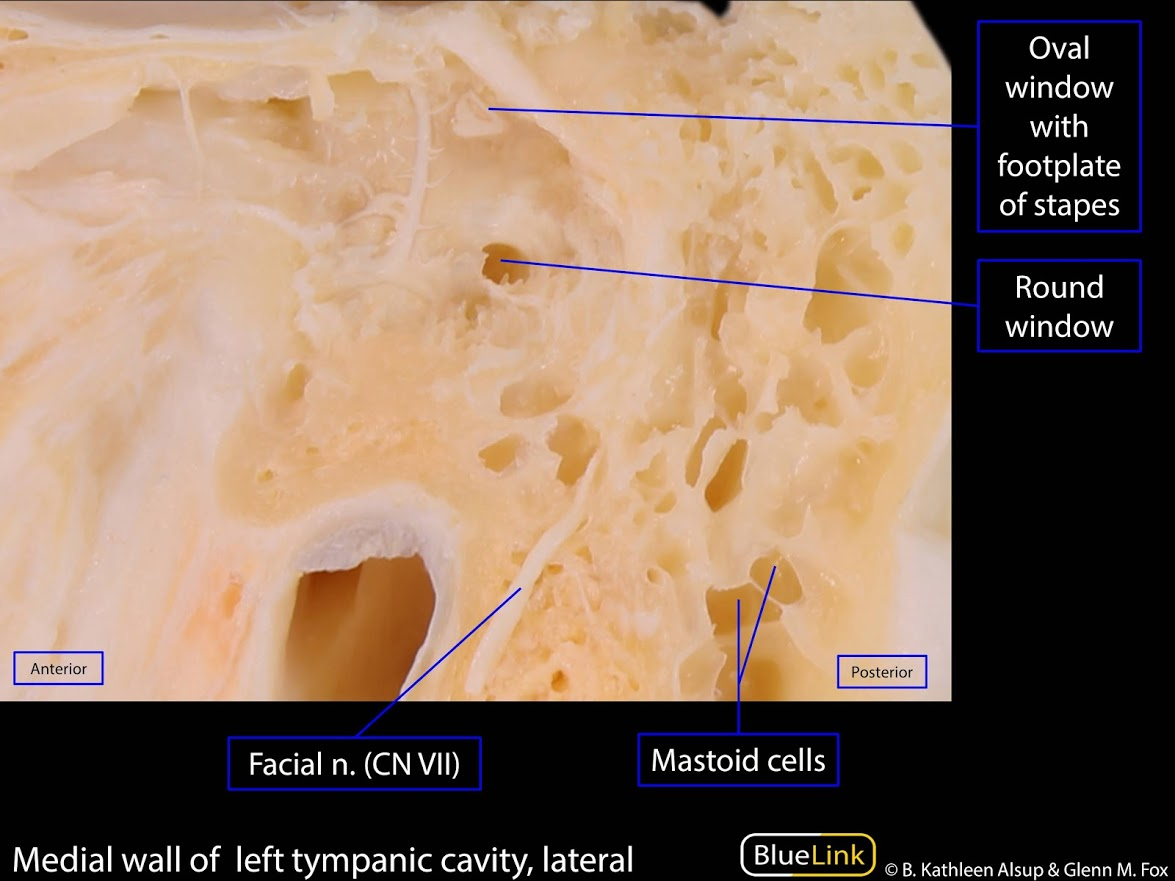 Oval
window
with
footplate
of stapes
Round
window
Anterior
Posterior
Facial n. (CN VII)
Mastoid cells
Medial wall of left tympanic cavity, lateral
BlueLink
© B. Kathleen Alsup & Glenn M. Fox